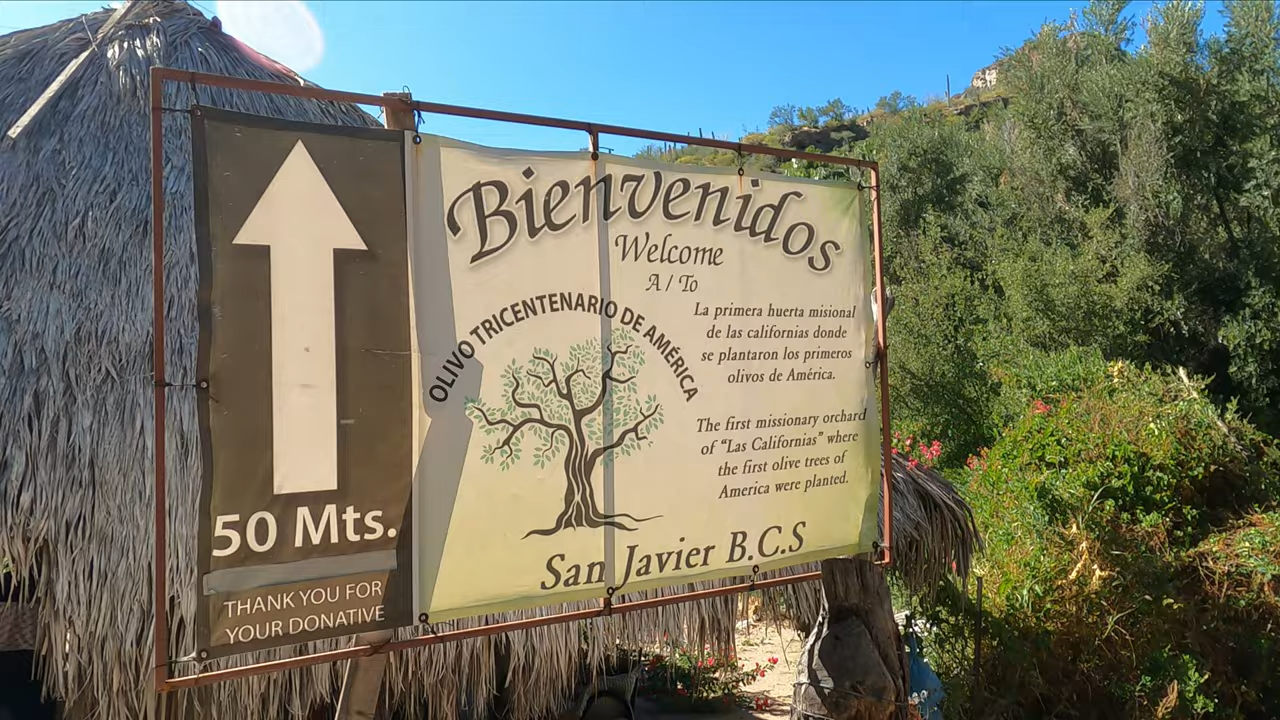 50 Mts.
THANK YOU FOR
YOUR DONATIVE
Bienvenidos
Welcome
A / To
OLIVO TRICENTENARIO DE AMÉRICA
La primera huerta misional
de las californias donde
se plantaron los primeros
olivos de América.
The first missionary orchard
of "Las Californias" where
the first olive trees of
America were planted.
San Javier B.C.S